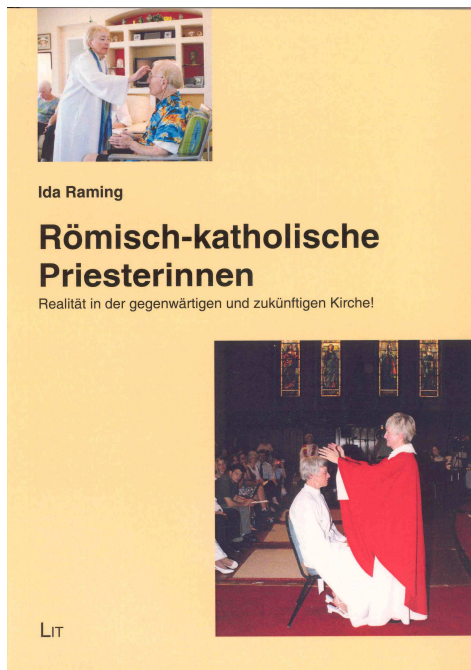 Ida Raming
Römisch-katholische
Priesterinnen
Realität in der gegenwärtigen und zukünftigen Kirche!
LIT